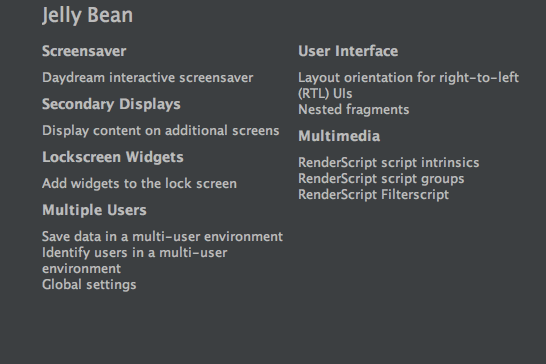 Jelly Bean
Screensaver
Daydream interactive screensaver
Secondary Displays
Display content on additional screens
Lockscreen Widgets
Add widgets to the lock screen
Multiple Users
Save data in a multi-user environment
Identify users in a multi-user
environment
Global settings
User Interface
Layout orientation for right-to-left
(RTL) UIs
Nested fragments
Multimedia
RenderScript script intrinsics
RenderScript script groups
RenderScript Filterscript